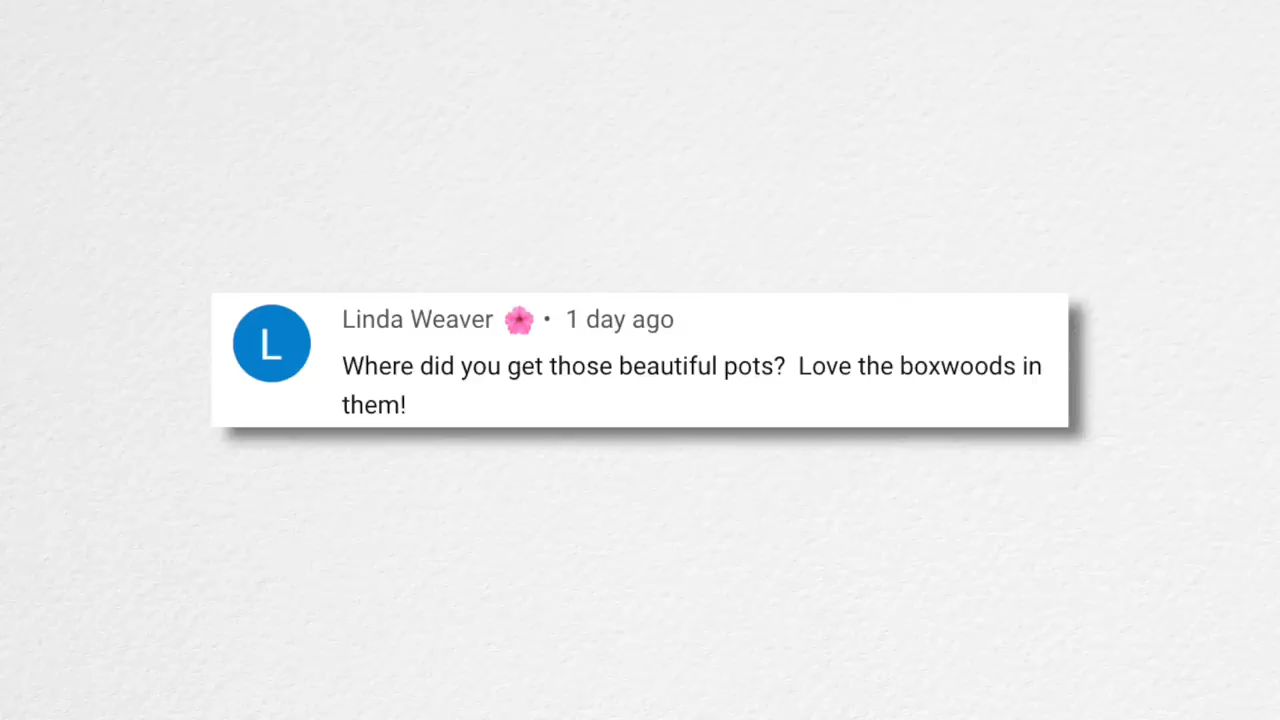 L
Linda Weaver 🌸 • 1 day ago
Where did you get those beautiful pots?  Love the boxwoods in
them!